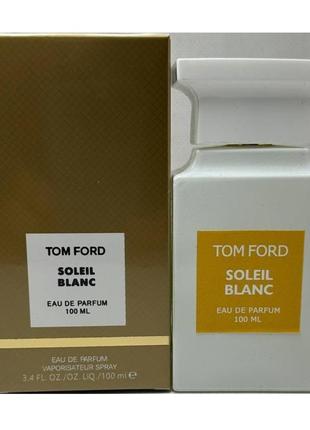 TOM FORD
SOLEIL
BLANC
EAU DE PARFUM
100 ML
EAU DE PARFUM
VAPORISATEUR SPRAY
3.4 FL. OZ./OZ. LIQ./100 ml e
TOM FORD
SOLEIL
BLANC
EAU DE PARFUM
100 ML